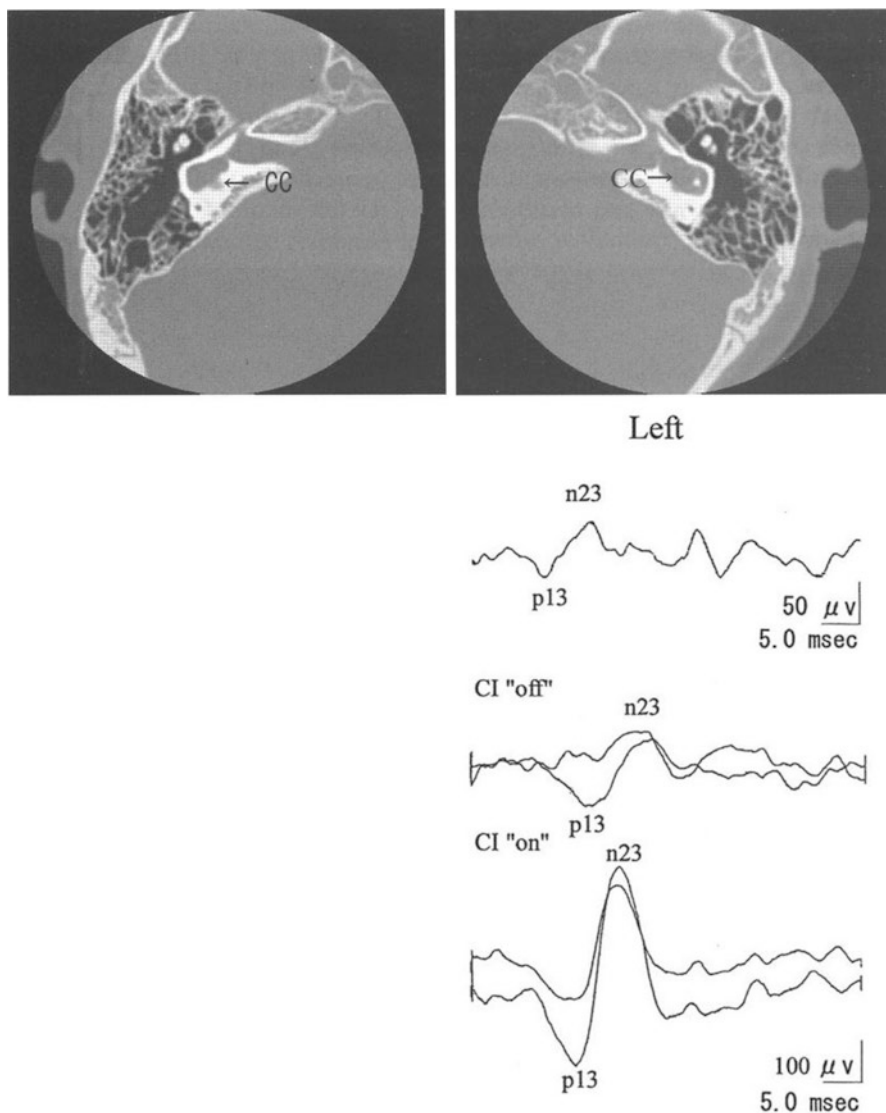 ← CC
CC→
Left
n23
p13
50 μv
5.0 msec
CI "off"
n23
p13
CI "on"
n23
p13
100 μv
5.0 msec